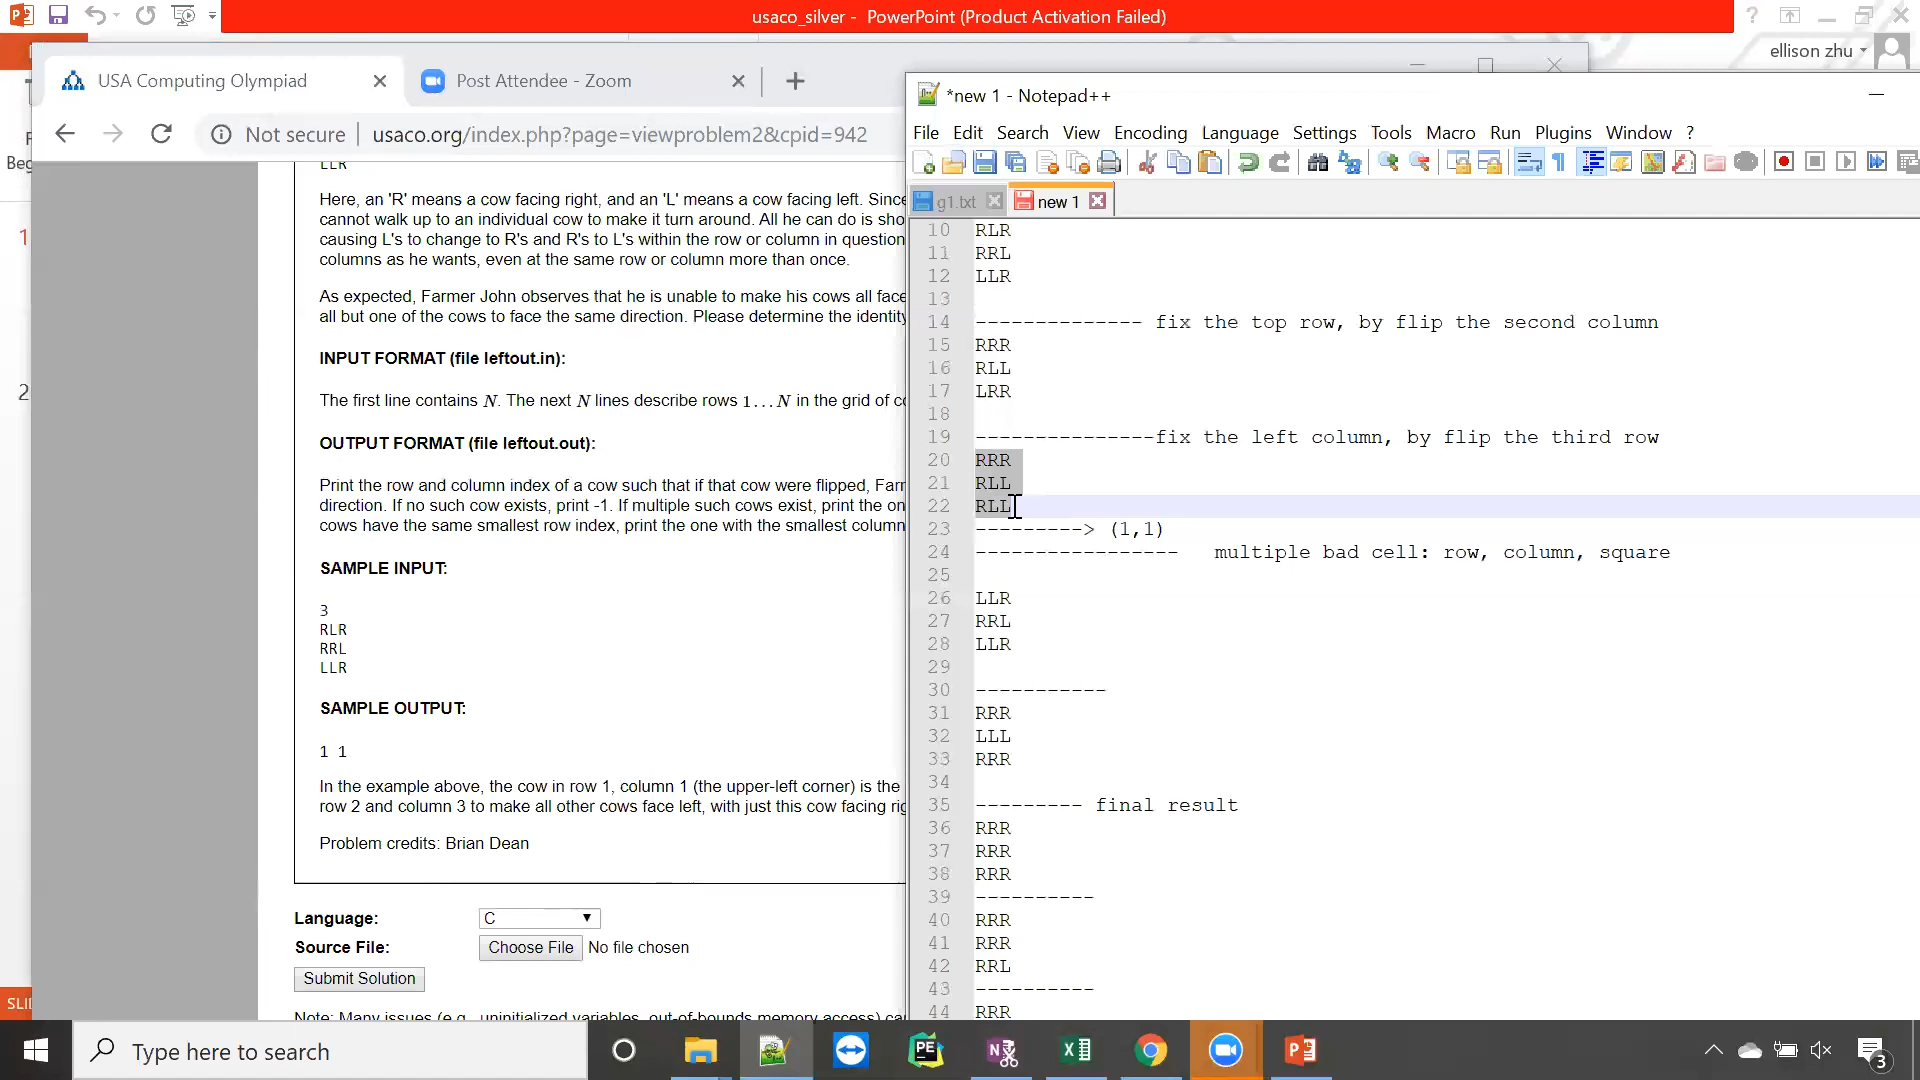 usaco_silver - PowerPoint (Product Activation Failed)
ellison zhu
USA Computing Olympiad
Post Attendee - Zoom
Not secure
usaco.org/index.php?page=viewproblem2&cpid=942
Beg
1
2
SLI
LLR
Here, an 'R' means a cow facing right, and an 'L' means a cow facing left. Since
cannot walk up to an individual cow to make it turn around. All he can do is sho
causing L's to change to R's and R's to L's within the row or column in question
columns as he wants, even at the same row or column more than once.
As expected, Farmer John observes that he is unable to make his cows all face
all but one of the cows to face the same direction. Please determine the identity
INPUT FORMAT (file leftout.in):
The first line contains N. The next N lines describe rows 1...N in the grid of co
OUTPUT FORMAT (file leftout.out):
Print the row and column index of a cow such that if that cow were flipped, Farr
direction. If no such cow exists, print -1. If multiple such cows exist, print the on
cows have the same smallest row index, print the one with the smallest column
SAMPLE INPUT:
3
RLR
RRL
LLR
SAMPLE OUTPUT:
1 1
In the example above, the cow in row 1, column 1 (the upper-left corner) is the
row 2 and column 3 to make all other cows face left, with just this cow facing rig
Problem credits: Brian Dean
Language:
C
Source File:
Choose File No file chosen
Submit Solution
Note: Many issues (e.g., uninitialized variables, out-of-bounds memory access) ca
*new 1 - Notepad++
File Edit Search View Encoding Language Settings Tools Macro Run Plugins Window ?
g1.txt
new 1
10 RLR
11 RRL
12 LLR
13
14 -------------- fix the top row, by flip the second column
15 RRR
16 RLL
17 LRR
18
19 ---------------fix the left column, by flip the third row
20 RRR
21 RLL
22 RLL
23 ---------> (1,1)
24 -----------------   multiple bad cell: row, column, square
25
26 LLR
27 RRL
28 LLR
29
30 -----------
31 RRR
32 LLL
33 RRR
34
35 --------- final result
36 RRR
37 RRR
38 RRR
39 ----------
40 RRR
41 RRR
42 RRL
43 ----------
44 RRR
Type here to search
3